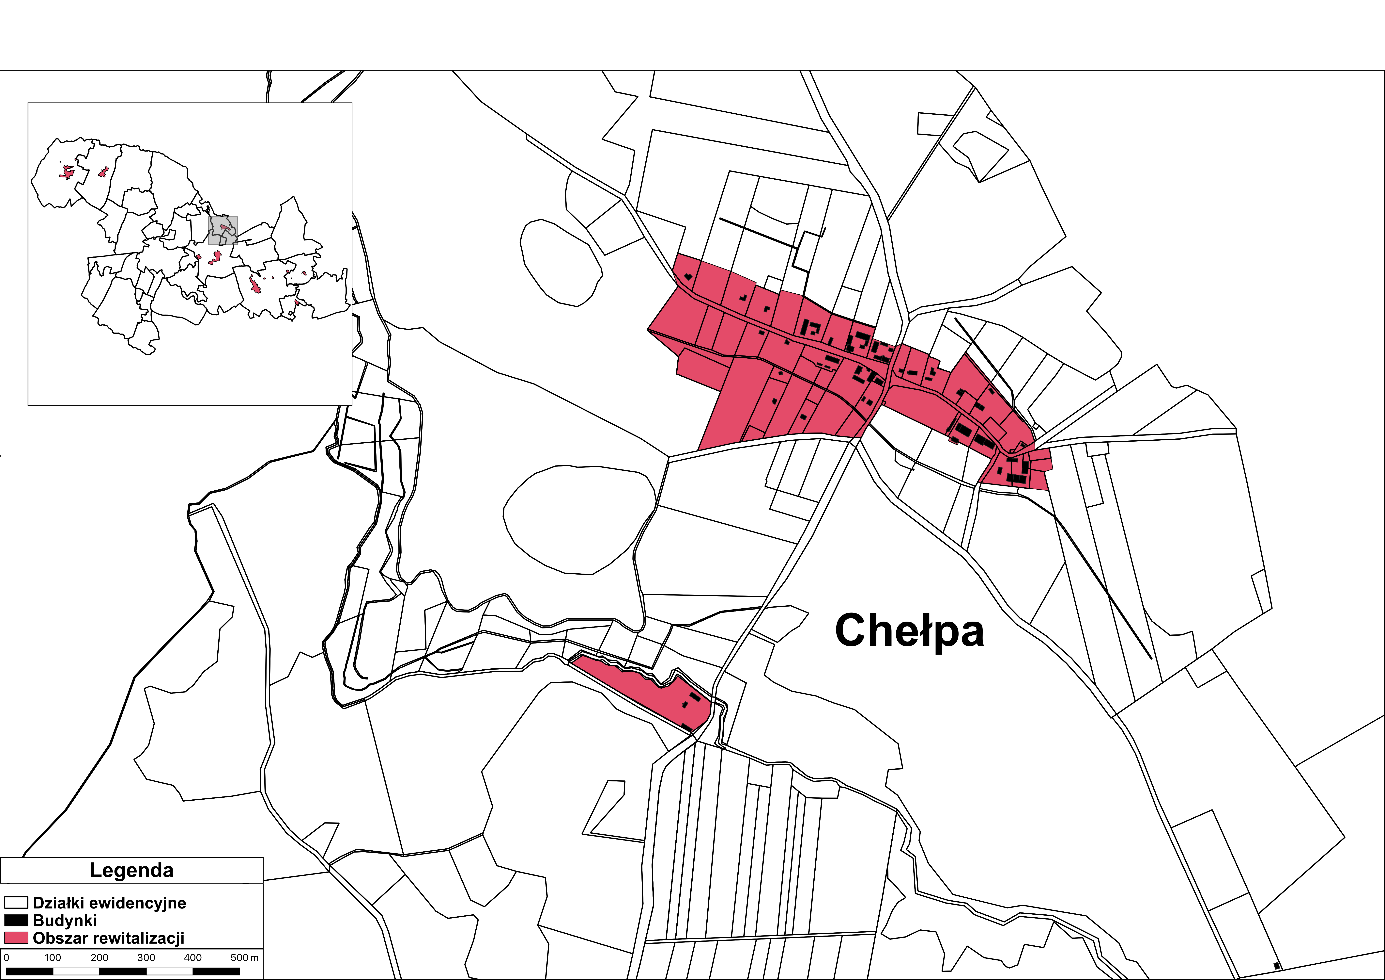 Chełpa
Legenda
Działki ewidencyjne
Budynki
Obszar rewitalizacji
0 100 200 300 400 500 m